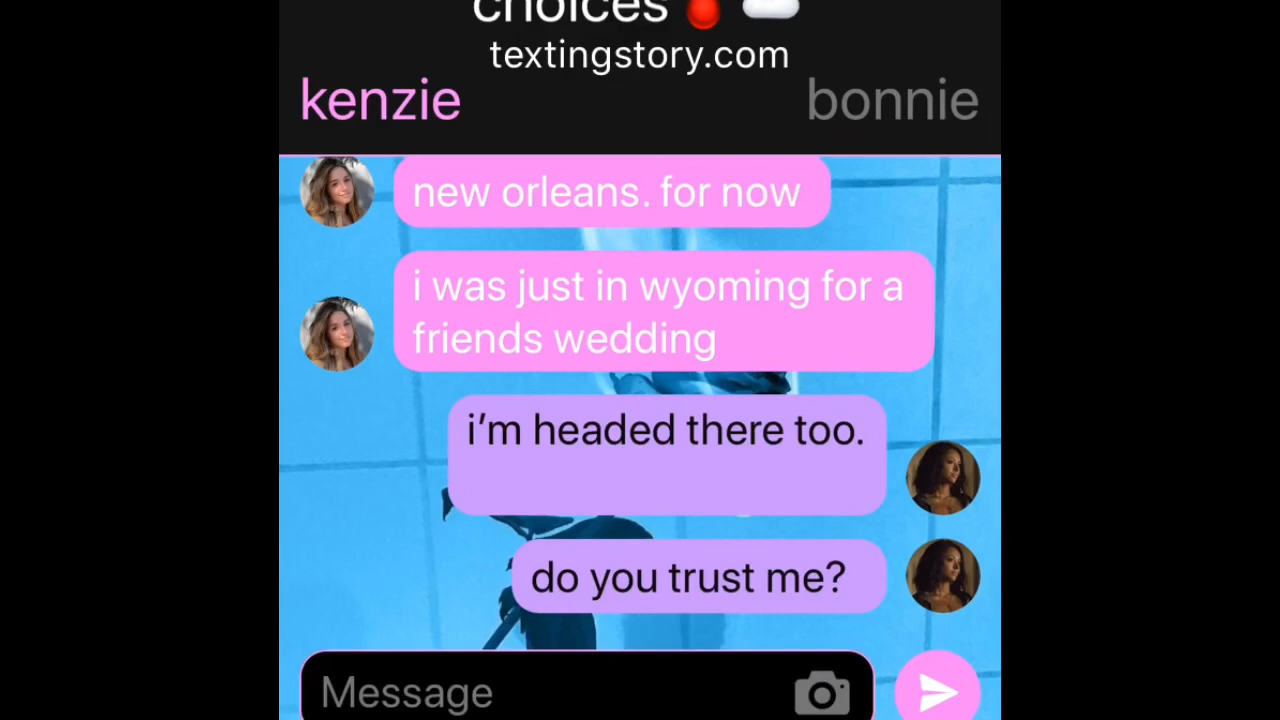 choices
textingstory.com
kenzie
bonnie
new orleans. for now
i was just in wyoming for a
friends wedding
i’m headed there too.
do you trust me?
Message